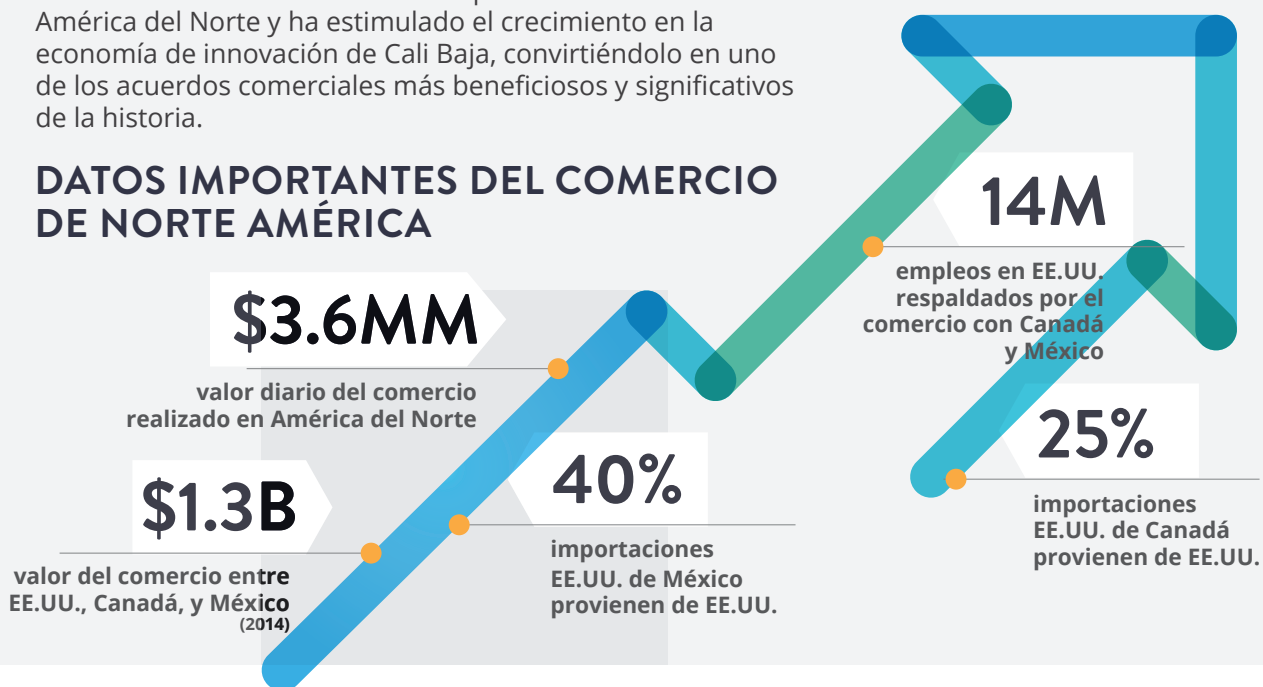 América del Norte y ha estimulado el crecimiento en la
economía de innovación de Cali Baja, convirtiéndolo en uno
de los acuerdos comerciales más beneficiosos y significativos
de la historia.
DATOS IMPORTANTES DEL COMERCIO
DE NORTE AMÉRICA
14M
empleos en EE.UU.
respaldados por el
comercio con Canadá
y México
$3.6MM
valor diario del comercio
realizado en América del Norte
25%
importaciones
EE.UU. de Canadá
provienen de EE.UU.
40%
importaciones
EE.UU. de México
provienen de EE.UU.
$1.3B
valor del comercio entre
EE.UU., Canadá, y México
(2014)